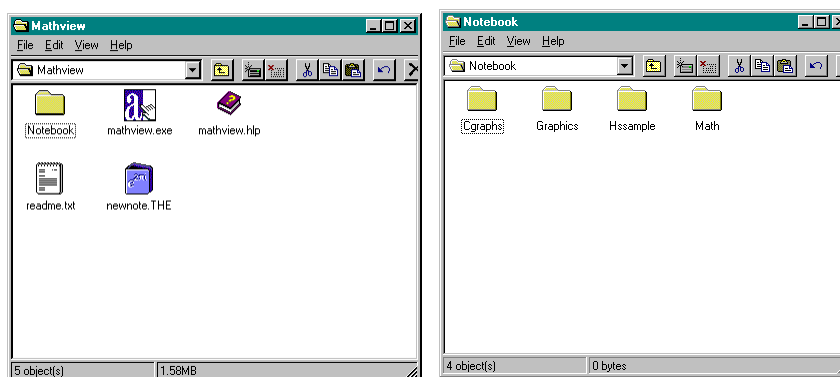 Mathview
File Edit View Help
Mathview
Notebook mathview.exe mathview.hlp
readme.txt newnote.THE
5 object(s) 1.58MB
Notebook
File Edit View Help
Notebook
Cgraphs Graphics Hssample Math
4 object(s) 0 bytes